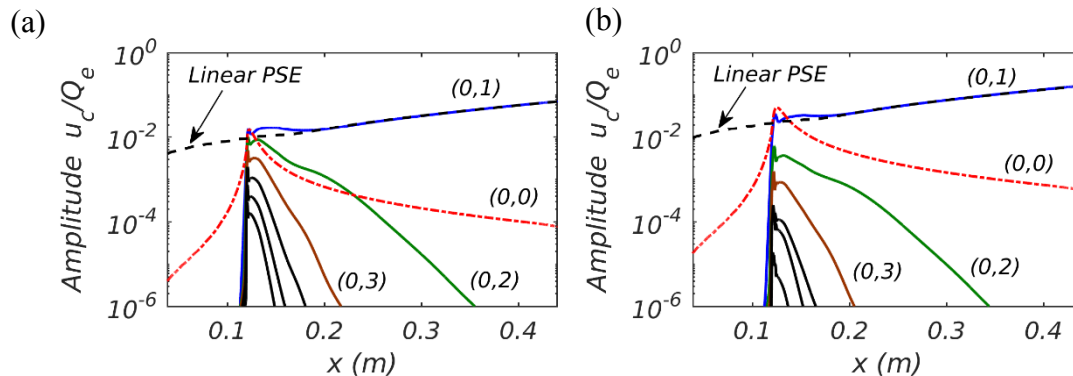 (a)
Amplitude u_c/Q_e
10^0
10^-2
10^-4
10^-6
Linear PSE
(0,1)
(0,0)
(0,3)
(0,2)
0.1 0.2 0.3 0.4
x (m)
(b)
Amplitude u_c/Q_e
10^0
10^-2
10^-4
10^-6
Linear PSE
(0,1)
(0,0)
(0,3)
(0,2)
0.1 0.2 0.3 0.4
x (m)